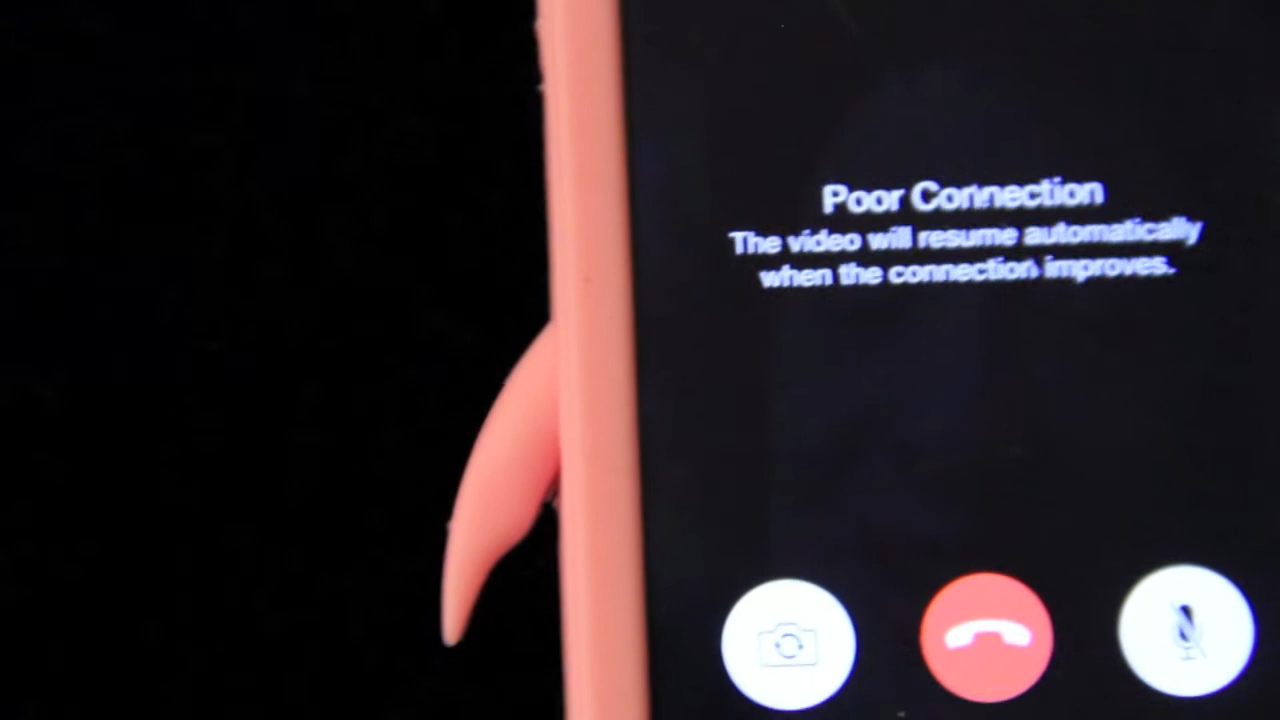 Poor Connection
The video will resume automatically
when the connection improves.